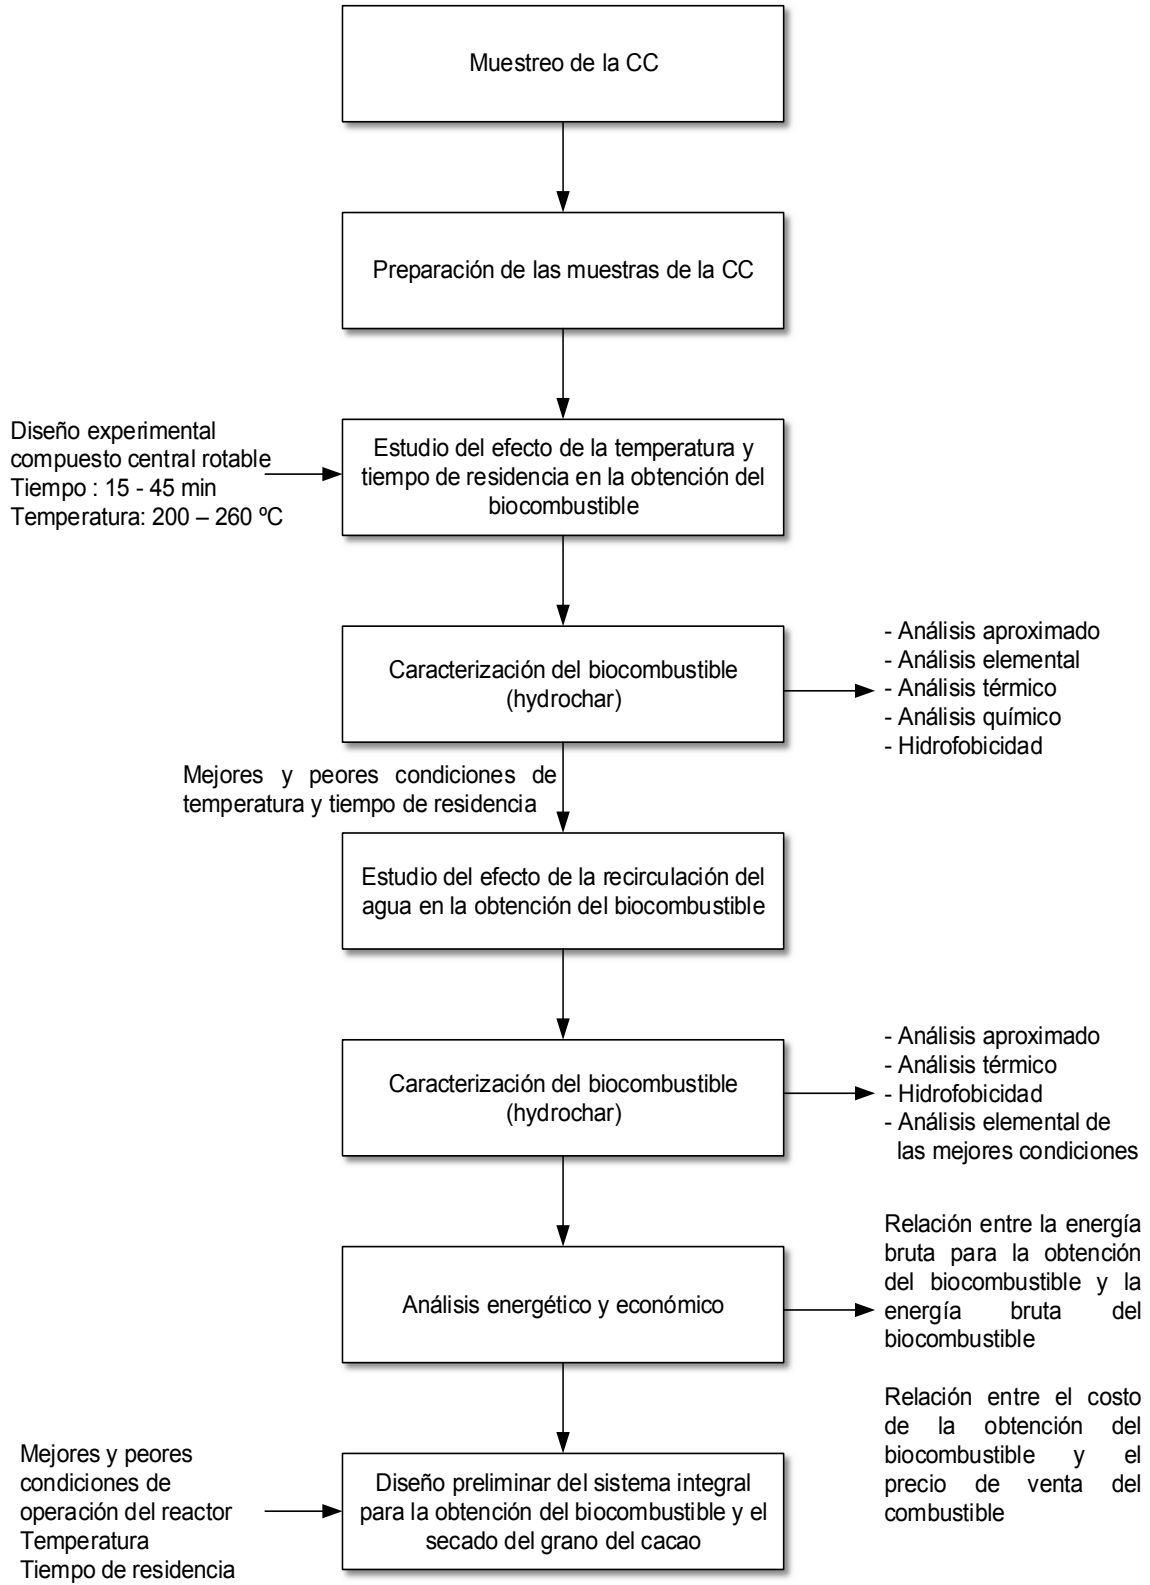 Muestreo de la CC
Preparación de las muestras de la CC
Diseño experimental
compuesto central rotable
Tiempo : 15 - 45 min
Temperatura: 200 – 260 ºC
Estudio del efecto de la temperatura y
tiempo de residencia en la obtención del
biocombustible
Caracterización del biocombustible
(hydrochar)
- Análisis aproximado
- Análisis elemental
- Análisis térmico
- Análisis químico
- Hidrofobicidad
Mejores y peores condiciones de
temperatura y tiempo de residencia
Estudio del efecto de la recirculación del
agua en la obtención del biocombustible
Caracterización del biocombustible
(hydrochar)
- Análisis aproximado
- Análisis térmico
- Hidrofobicidad
- Análisis elemental de
las mejores condiciones
Análisis energético y económico
Relación entre la energía
bruta para la obtención
del biocombustible y la
energía bruta del
biocombustible
Relación entre el costo
de la obtención del
biocombustible y el
precio de venta del
combustible
Mejores y peores
condiciones de
operación del reactor
Temperatura
Tiempo de residencia
Diseño preliminar del sistema integral
para la obtención del biocombustible y el
secado del grano del cacao